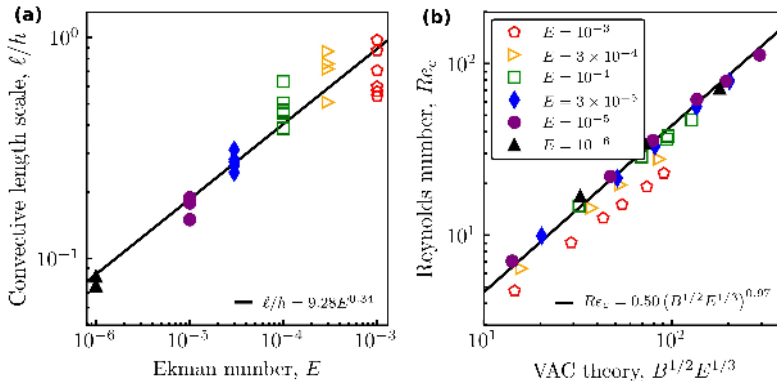 (a)
10^0
10^-1
Convective length scale, ℓ/h
ℓ/h = 9.28E^0.34
10^-6
10^-5
10^-4
10^-3
Ekman number, E
(b)
E = 10^-3
E = 3 × 10^-4
E = 10^-4
E = 3 × 10^-5
E = 10^-5
E = 10^-6
10^2
10^1
Reynolds number, Re_c
Re_c = 0.50 (B^1/2 E^1/3)^0.97
10^1
10^2
VAC theory, B^1/2 E^1/3